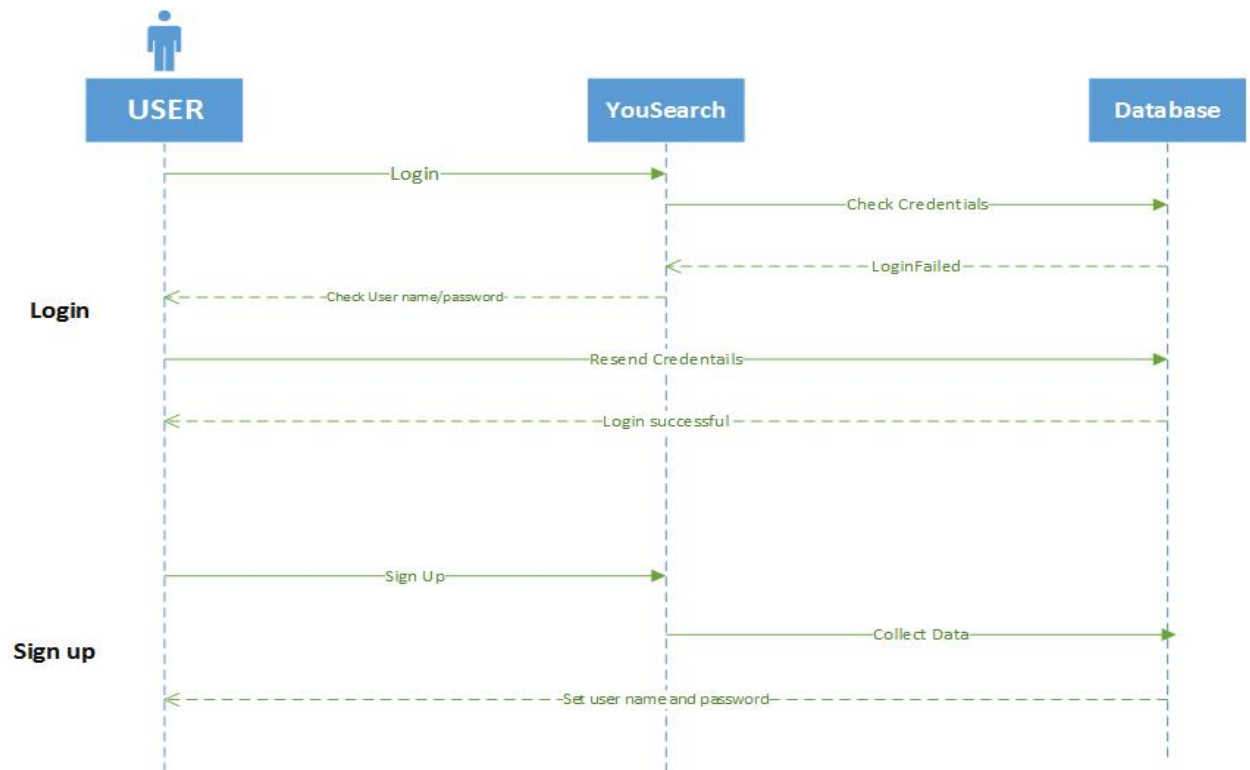 USER
YouSearch
Database
Login
Check Credentials
LoginFailed
Check User name/password
Login
Resend Credentails
Login successful
Sign Up
Collect Data
Sign up
Set user name and password